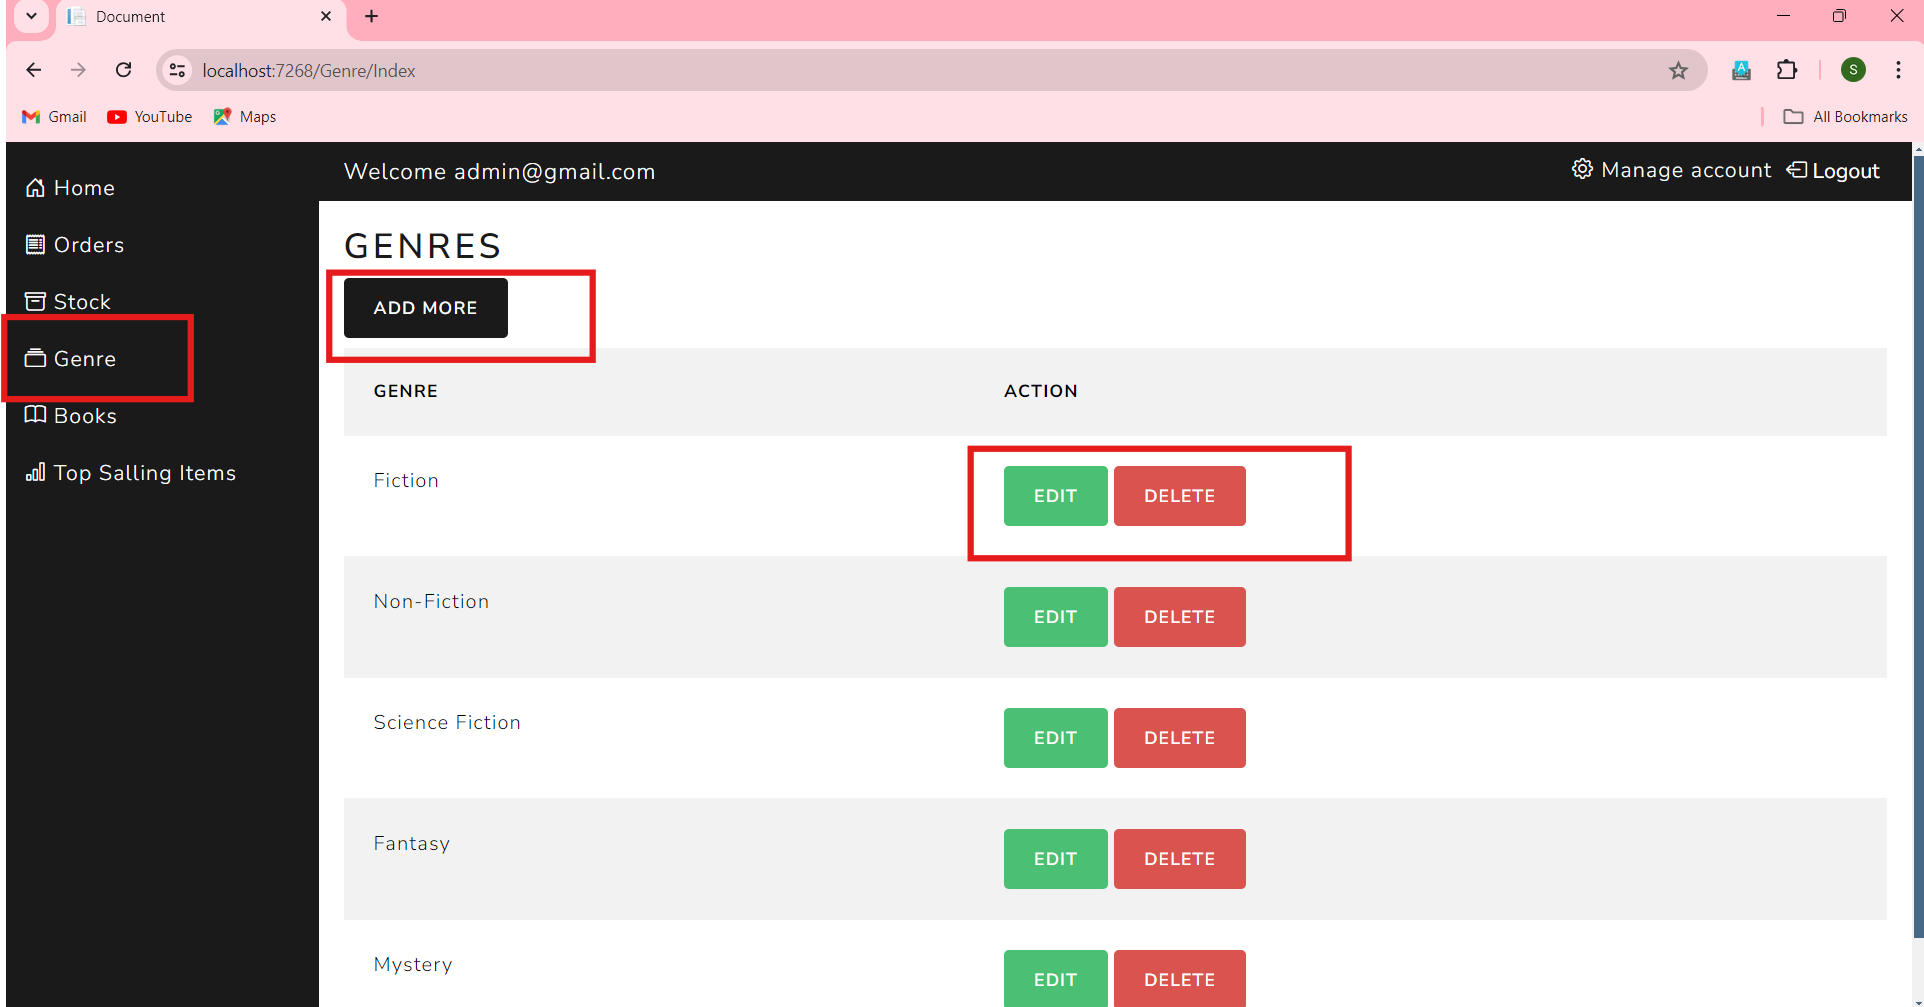 Document
localhost:7268/Genre/Index
S
Gmail YouTube Maps All Bookmarks
Welcome admin@gmail.com Manage account Logout
Home
Orders
Stock
Genre
Books
Top Salling Items
GENRES
ADD MORE
GENRE ACTION
Fiction EDIT DELETE
Non-Fiction EDIT DELETE
Science Fiction EDIT DELETE
Fantasy EDIT DELETE
Mystery EDIT DELETE